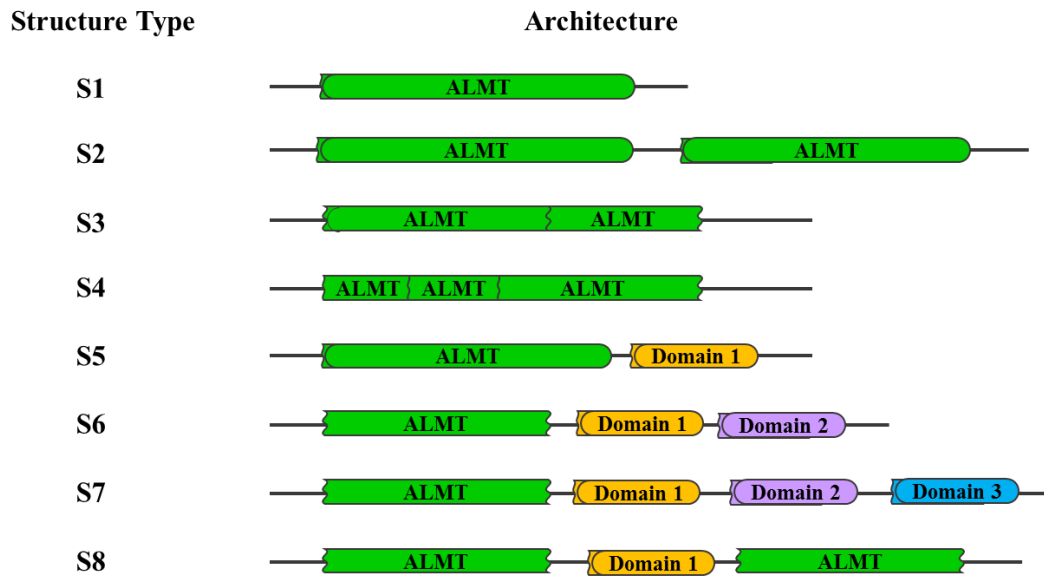 Structure Type Architecture
S1 ALMT
S2 ALMT ALMT
S3 ALMT ALMT
S4 ALMT ALMT ALMT
S5 ALMT Domain 1
S6 ALMT Domain 1 Domain 2
S7 ALMT Domain 1 Domain 2 Domain 3
S8 ALMT Domain 1 ALMT